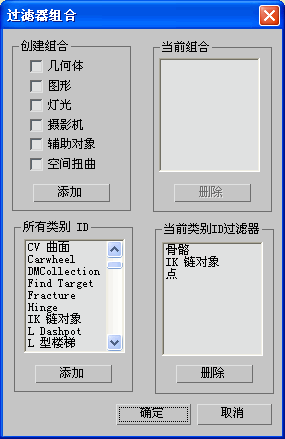 过滤器组合
创建组合
几何体
图形
灯光
摄影机
辅助对象
空间扭曲
添加
当前组合
删除
所有类别 ID
CV 曲面
Carwheel
DMCollection
Find Target
Fracture
Hinge
IK 链对象
L Dashpot
L 型楼梯
添加
当前类别ID过滤器
骨骼
IK 链对象
点
删除
确定
取消